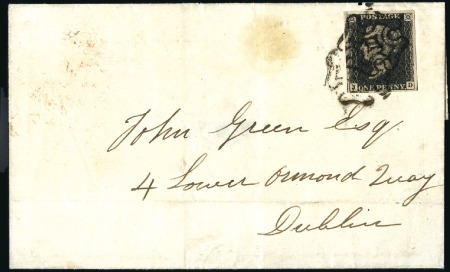 POSTAGE
ONE PENNY D
John Green Esq.
4 Lower Ormond Quay
Dublin